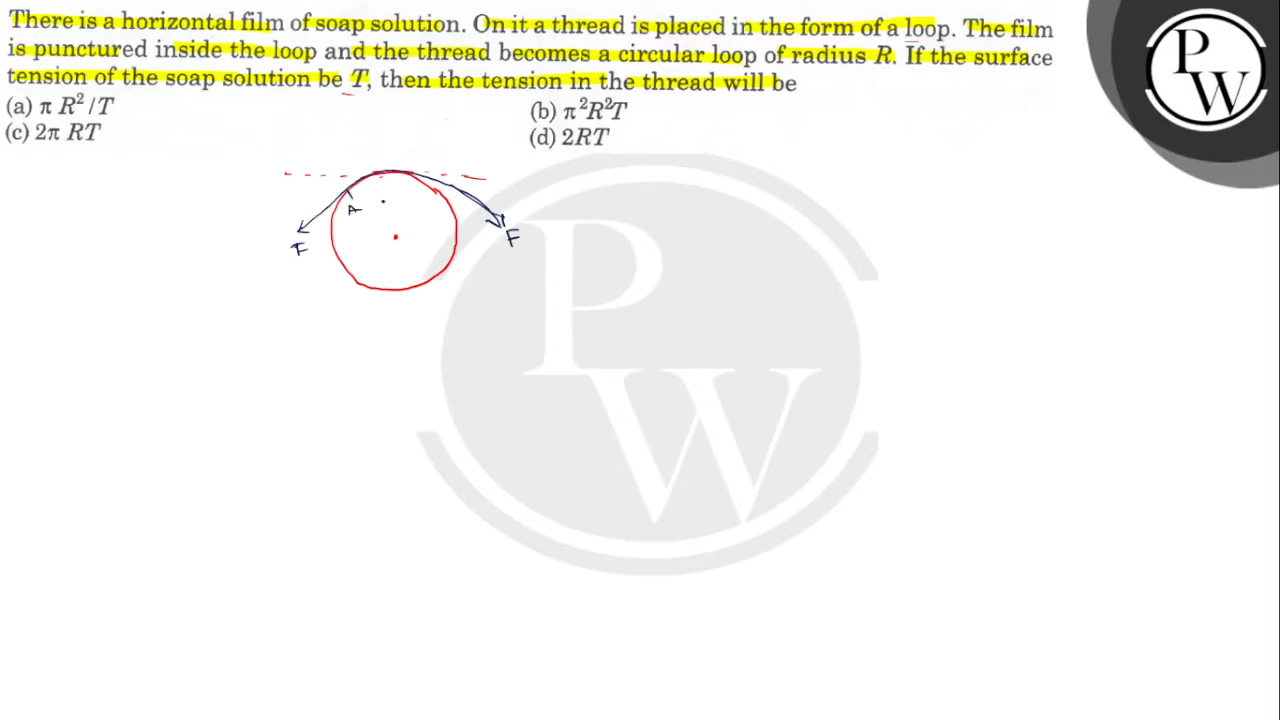 There is a horizontal film of soap solution. On it a thread is placed in the form of a loop. The film
is punctured inside the loop and the thread becomes a circular loop of radius R. If the surface
tension of the soap solution be T, then the tension in the thread will be
(a) π R² /T
(b) π²R²T
(c) 2π RT
(d) 2RT
A
F
F
P
W
P
W